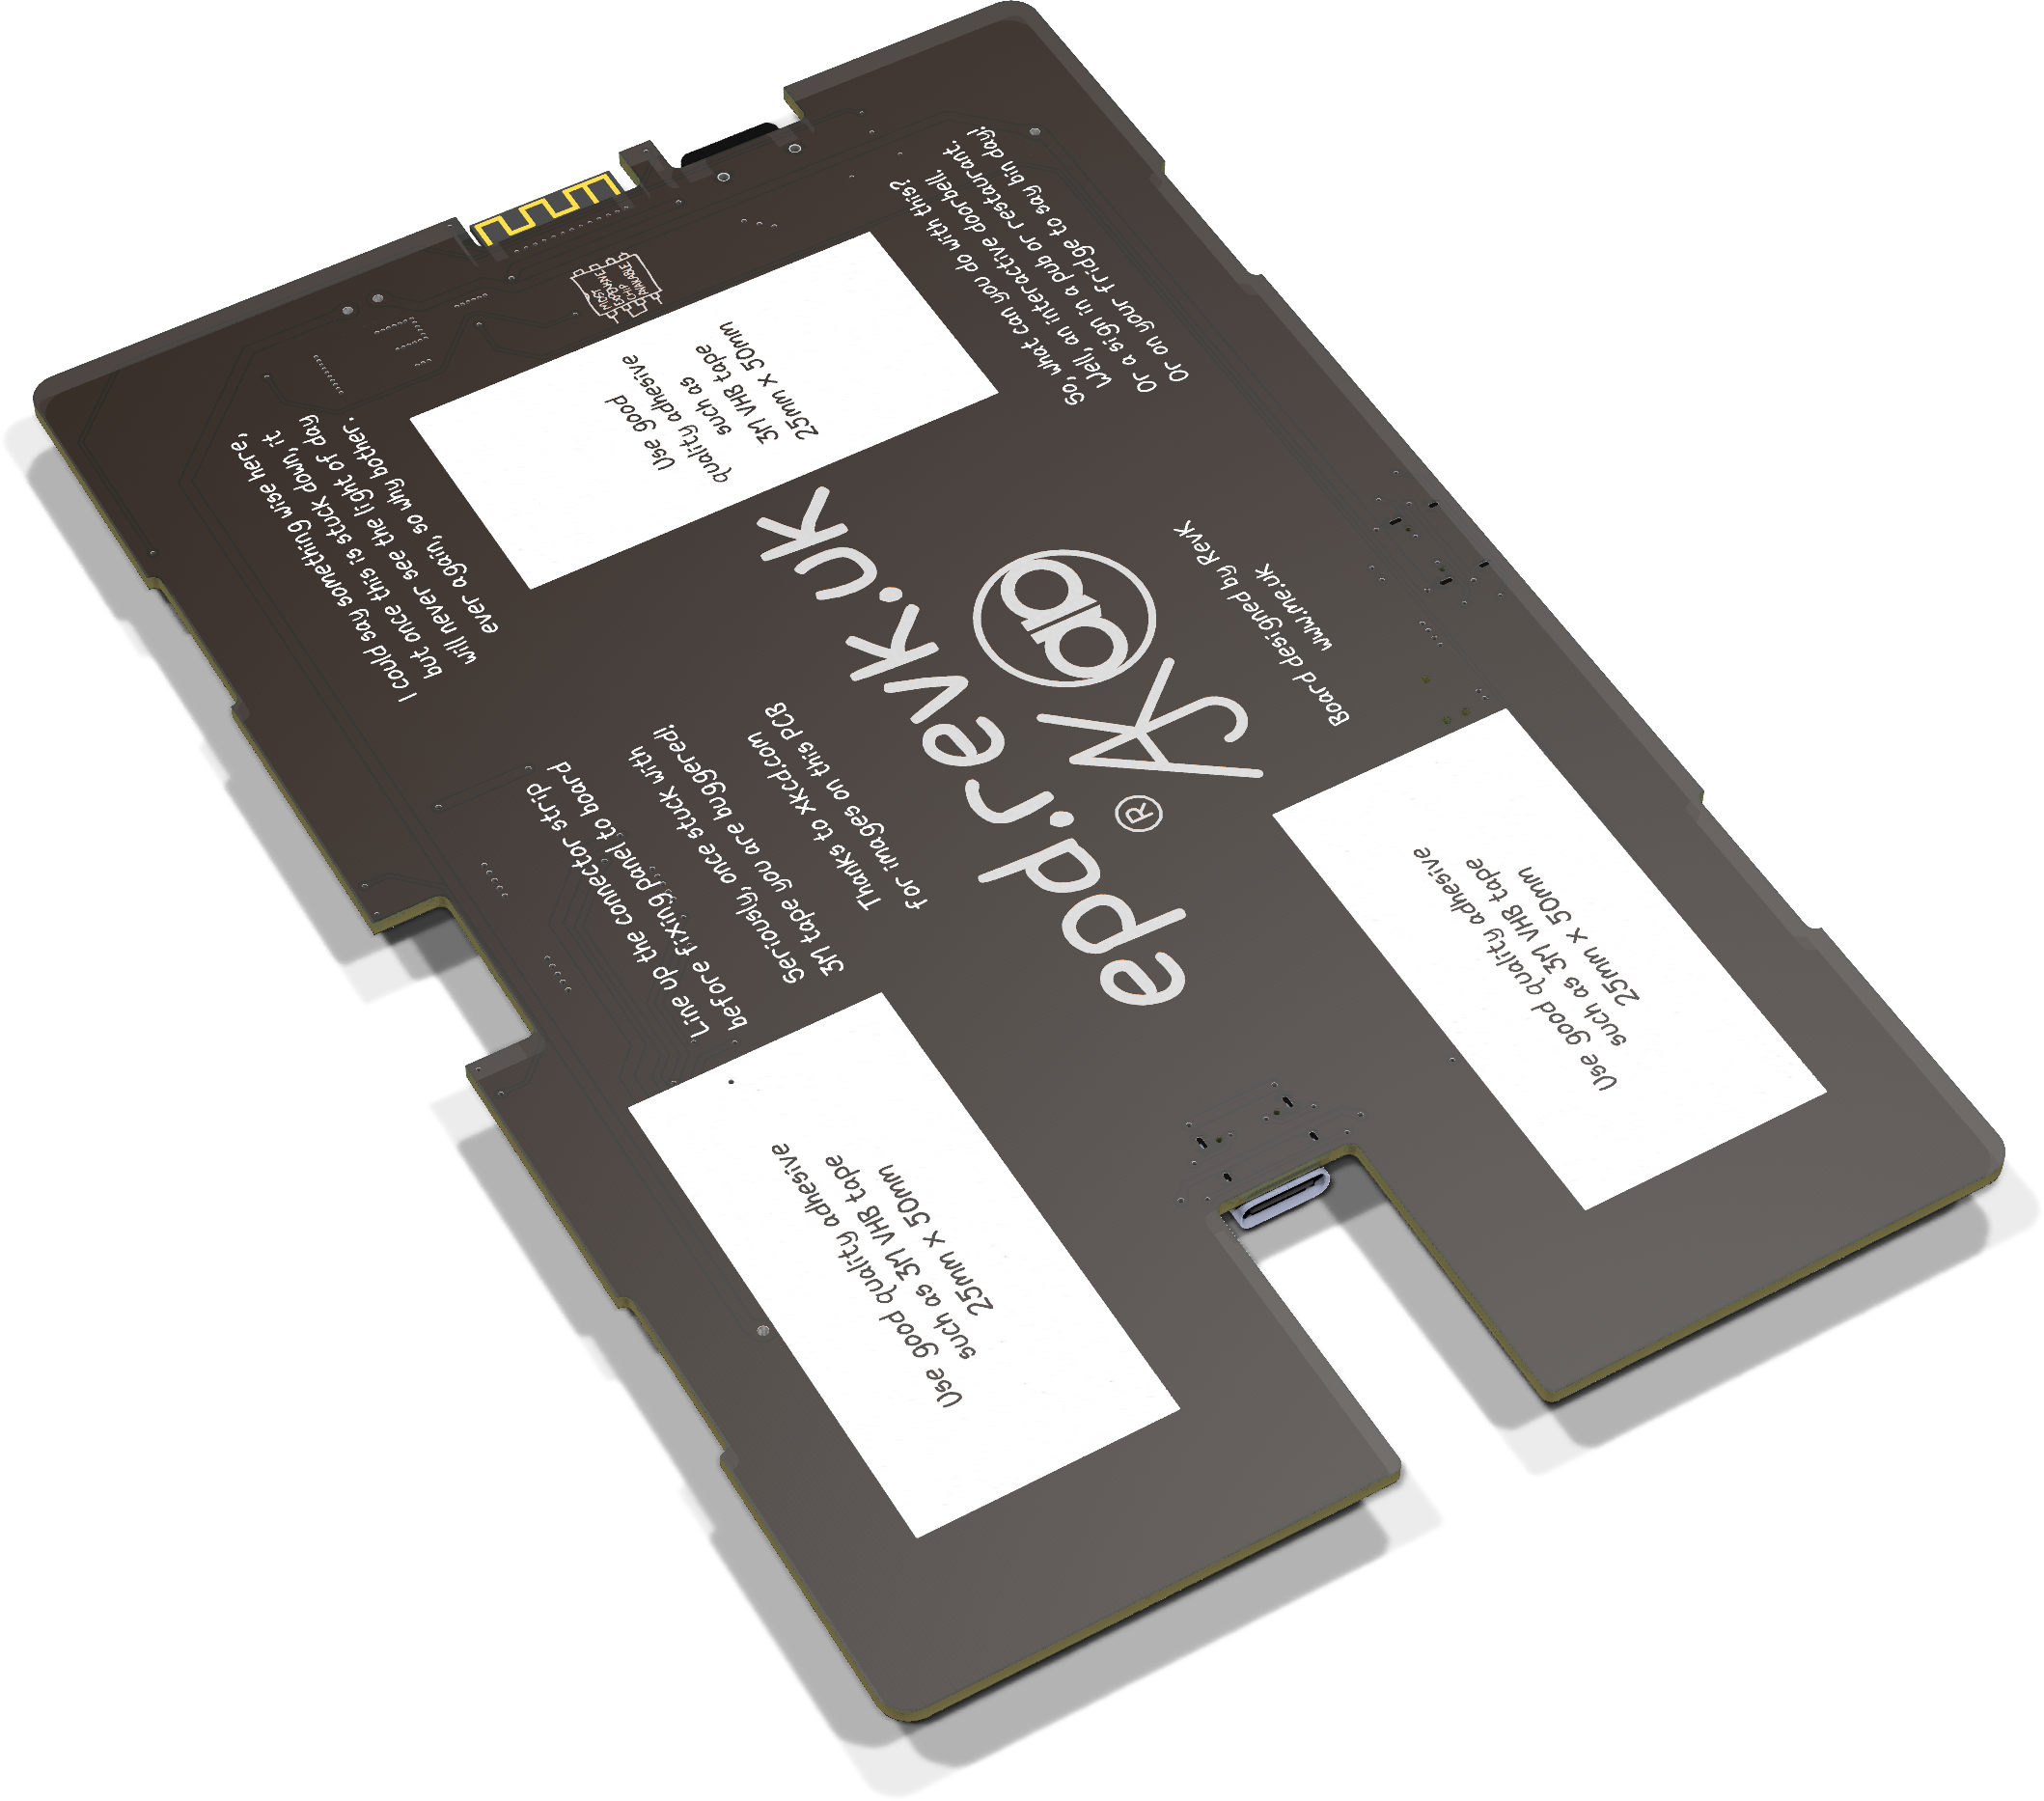 I could say something wise here,
but once this is stuck down, it
will never see the light of day
ever again, so why bother.
MOST
EXPENSIVE
CHIP
AVAILABLE
Use good
quality adhesive
such as
3M VHB tape
25mm x 50mm
So, what can you do with this?
Well, an interactive doorbell.
Or a sign in a pub or restaurant.
Or on your fridge to say bin day!
Line up the connector strip
before fixing panel to board
Seriously, once stuck with
3M tape you are buggered!
Thanks to xkcd.com
for images on this PCB
epd.revk.uk
®
Board designed by RevK
www.me.uk
Use good quality adhesive
such as 3M VHB tape
25mm x 50mm
Use good quality adhesive
such as 3M VHB tape
25mm x 50mm